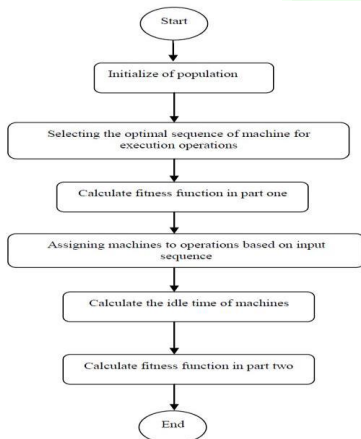 Start
Initialize of population
Selecting the optimal sequence of machine for
execution operations
Calculate fitness function in part one
Assigning machines to operations based on input
sequence
Calculate the idle time of machines
Calculate fitness function in part two
End